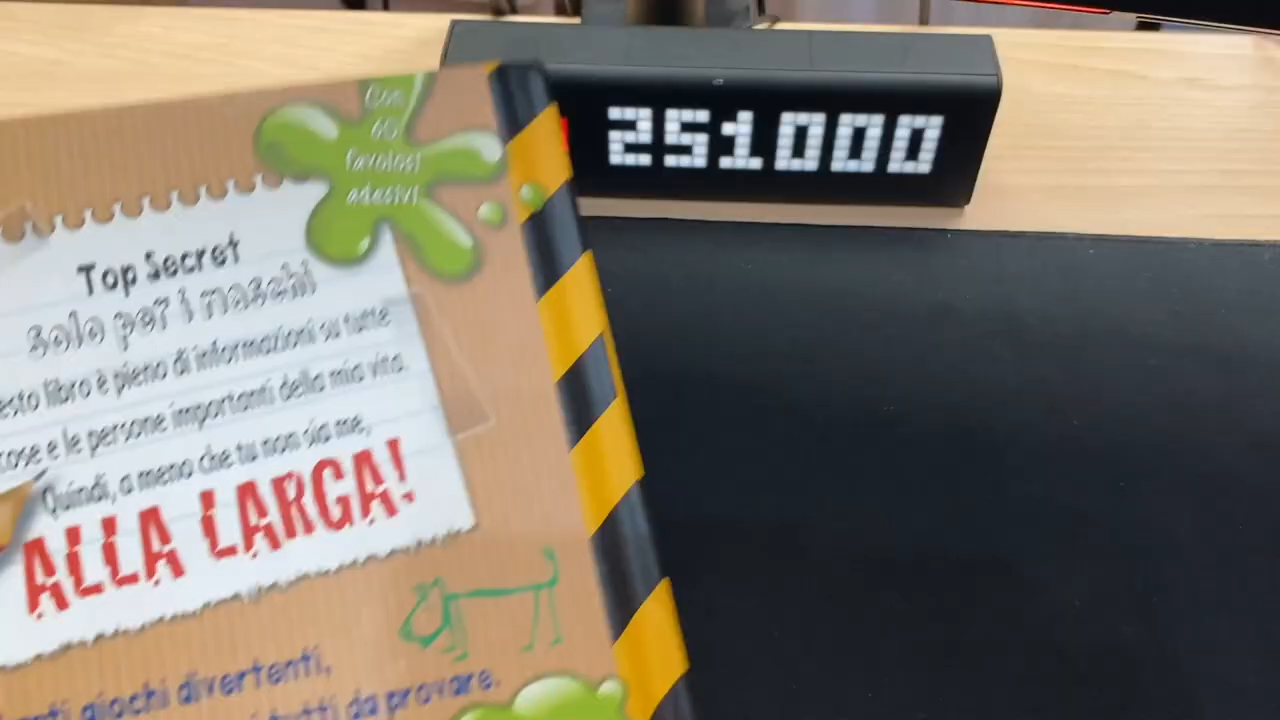 251000
Con
60
favolosi
adesivi
Top Secret
solo per i maschi
esto libro è pieno di informazioni su tutte
cose e le persone importanti della mia vita.
Quindi, a meno che tu non sia me,
ALLA LARGA!
giochi divertenti,
tutti da provare.